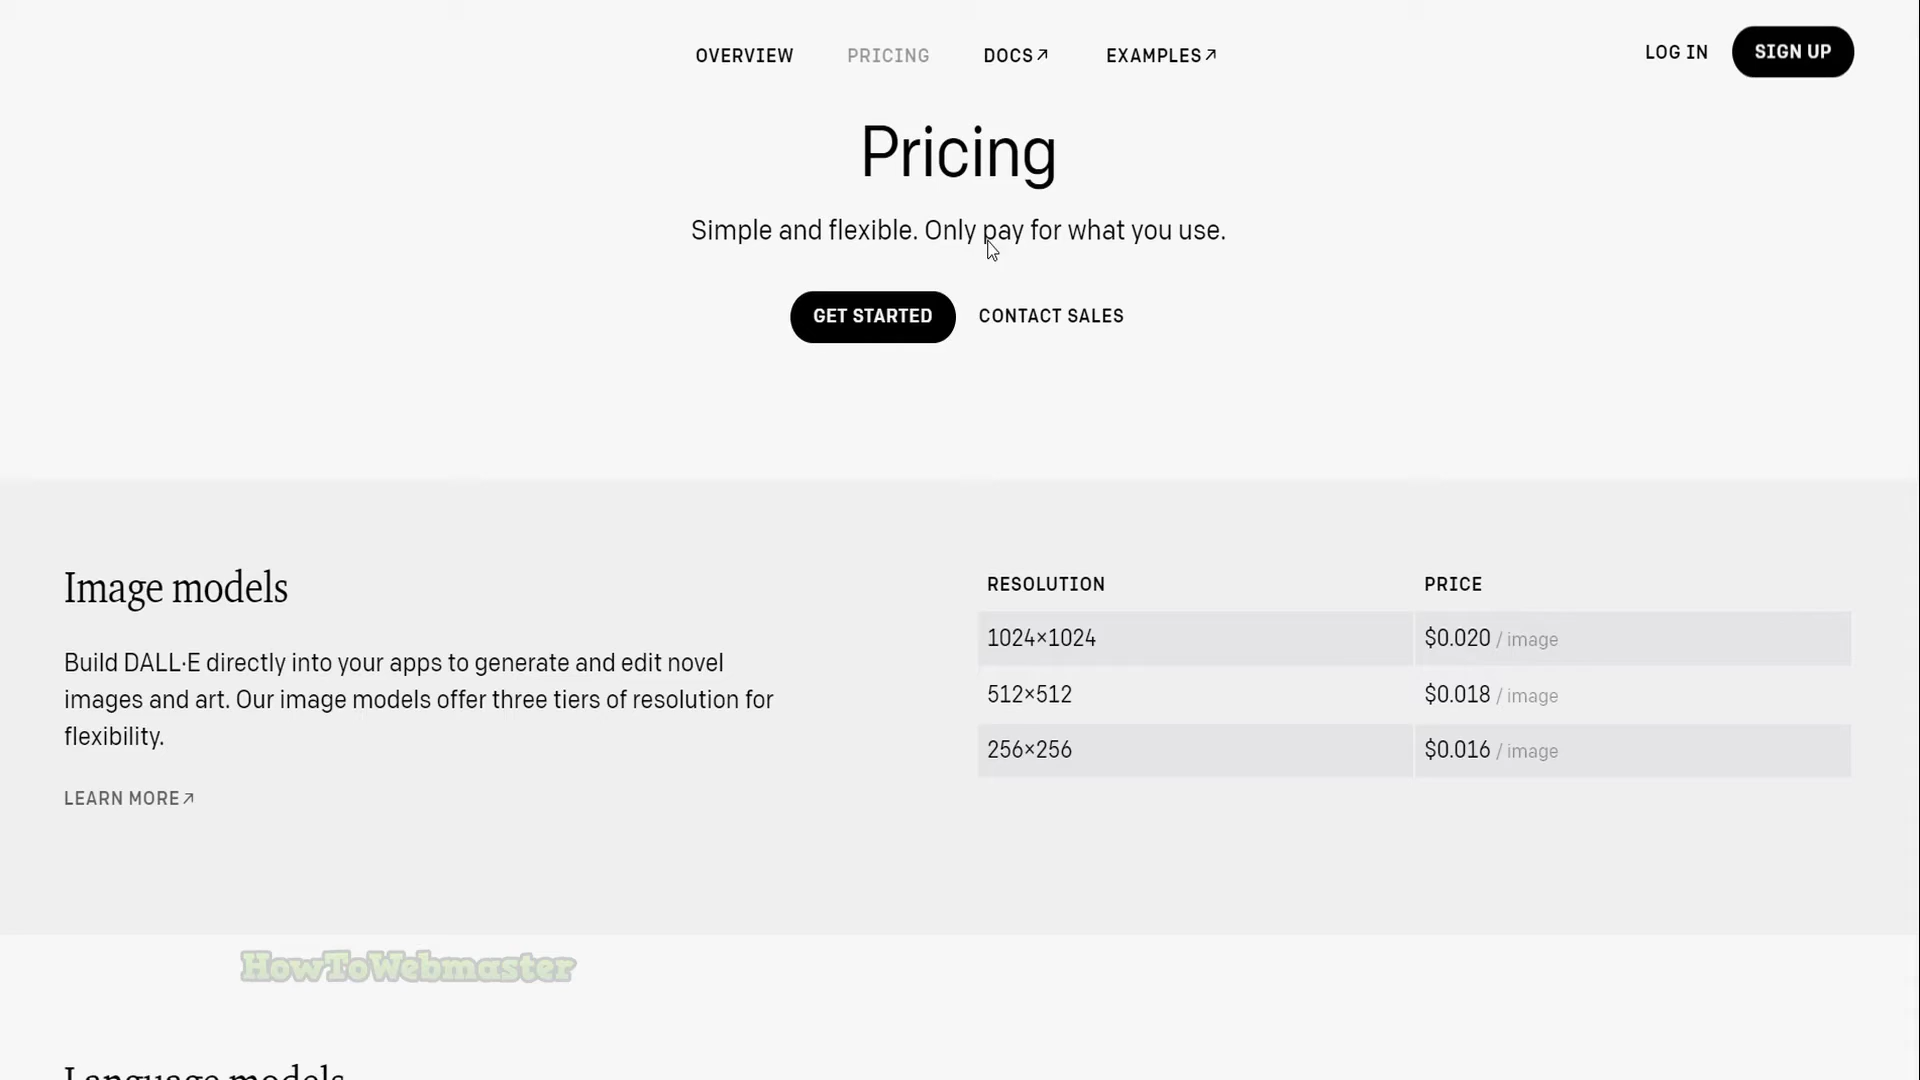 OVERVIEW PRICING DOCS↗ EXAMPLES↗ LOG IN SIGN UP
Pricing
Simple and flexible. Only pay for what you use.
GET STARTED CONTACT SALES
Image models
Build DALL·E directly into your apps to generate and edit novel
images and art. Our image models offer three tiers of resolution for
flexibility.
LEARN MORE↗
RESOLUTION PRICE
1024×1024 $0.020 / image
512×512 $0.018 / image
256×256 $0.016 / image
HowToWebmaster
Language models